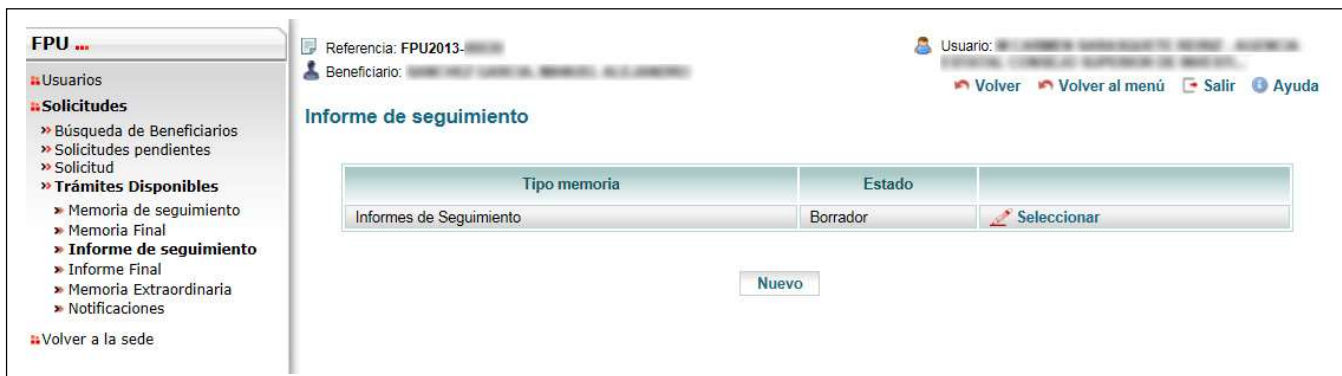 FPU ...
Usuarios
Solicitudes
Búsqueda de Beneficiarios
Solicitudes pendientes
Solicitud
Trámites Disponibles
Memoria de seguimiento
Memoria Final
Informe de seguimiento
Informe Final
Memoria Extraordinaria
Notificaciones
Volver a la sede
Referencia: FPU2013-
Beneficiario:
Usuario:
Volver Volver al menú Salir Ayuda
Informe de seguimiento
Tipo memoria Estado
Informes de Seguimiento Borrador Seleccionar
Nuevo